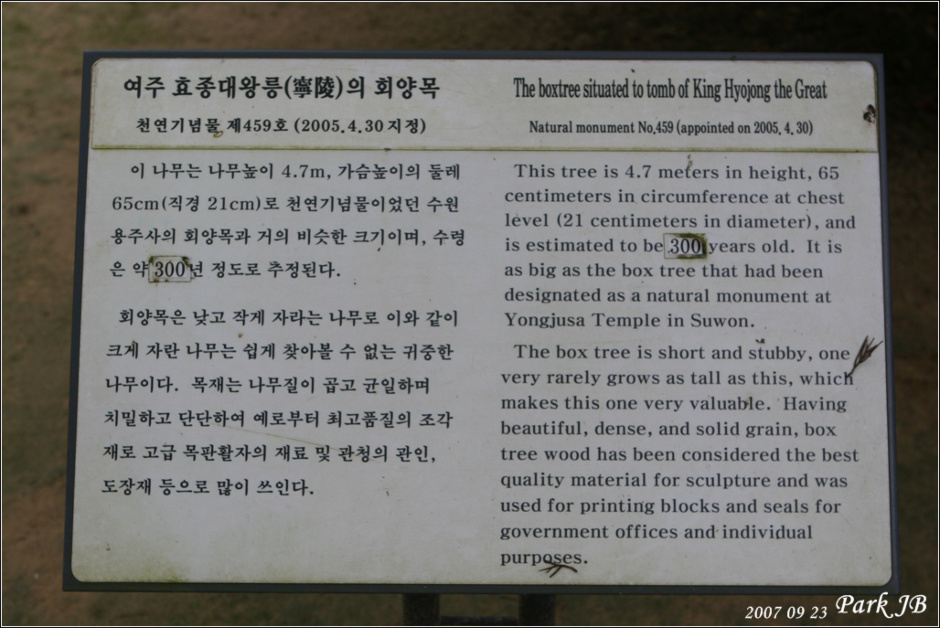 여주 효종대왕릉(寧陵)의 회양목
천연기념물 제459호 (2005.4.30 지정)
이 나무는 나무높이 4.7m, 가슴높이의 둘레
65cm(직경 21cm)로 천연기념물이었던 수원
용주사의 회양목과 거의 비슷한 크기이며, 수령
은 약 300년 정도로 추정된다.
회양목은 낮고 작게 자라는 나무로 이와 같이
크게 자란 나무는 쉽게 찾아볼 수 없는 귀중한
나무이다. 목재는 나무질이 곱고 균일하며
치밀하고 단단하여 예로부터 최고품질의 조각
재로 고급 목판활자의 재료 및 관청의 관인,
도장재 등으로 많이 쓰인다.
The boxtree situated to tomb of King Hyojong the Great
Natural monument No.459 (appointed on 2005. 4. 30)
This tree is 4.7 meters in height, 65
centimeters in circumference at chest
level (21 centimeters in diameter), and
is estimated to be 300 years old. It is
as big as the box tree that had been
designated as a natural monument at
Yongjusa Temple in Suwon.
The box tree is short and stubby, one
very rarely grows as tall as this, which
makes this one very valuable. Having
beautiful, dense, and solid grain, box
tree wood has been considered the best
quality material for sculpture and was
used for printing blocks and seals for
government offices and individual
purposes.
2007 09 23 Park JB